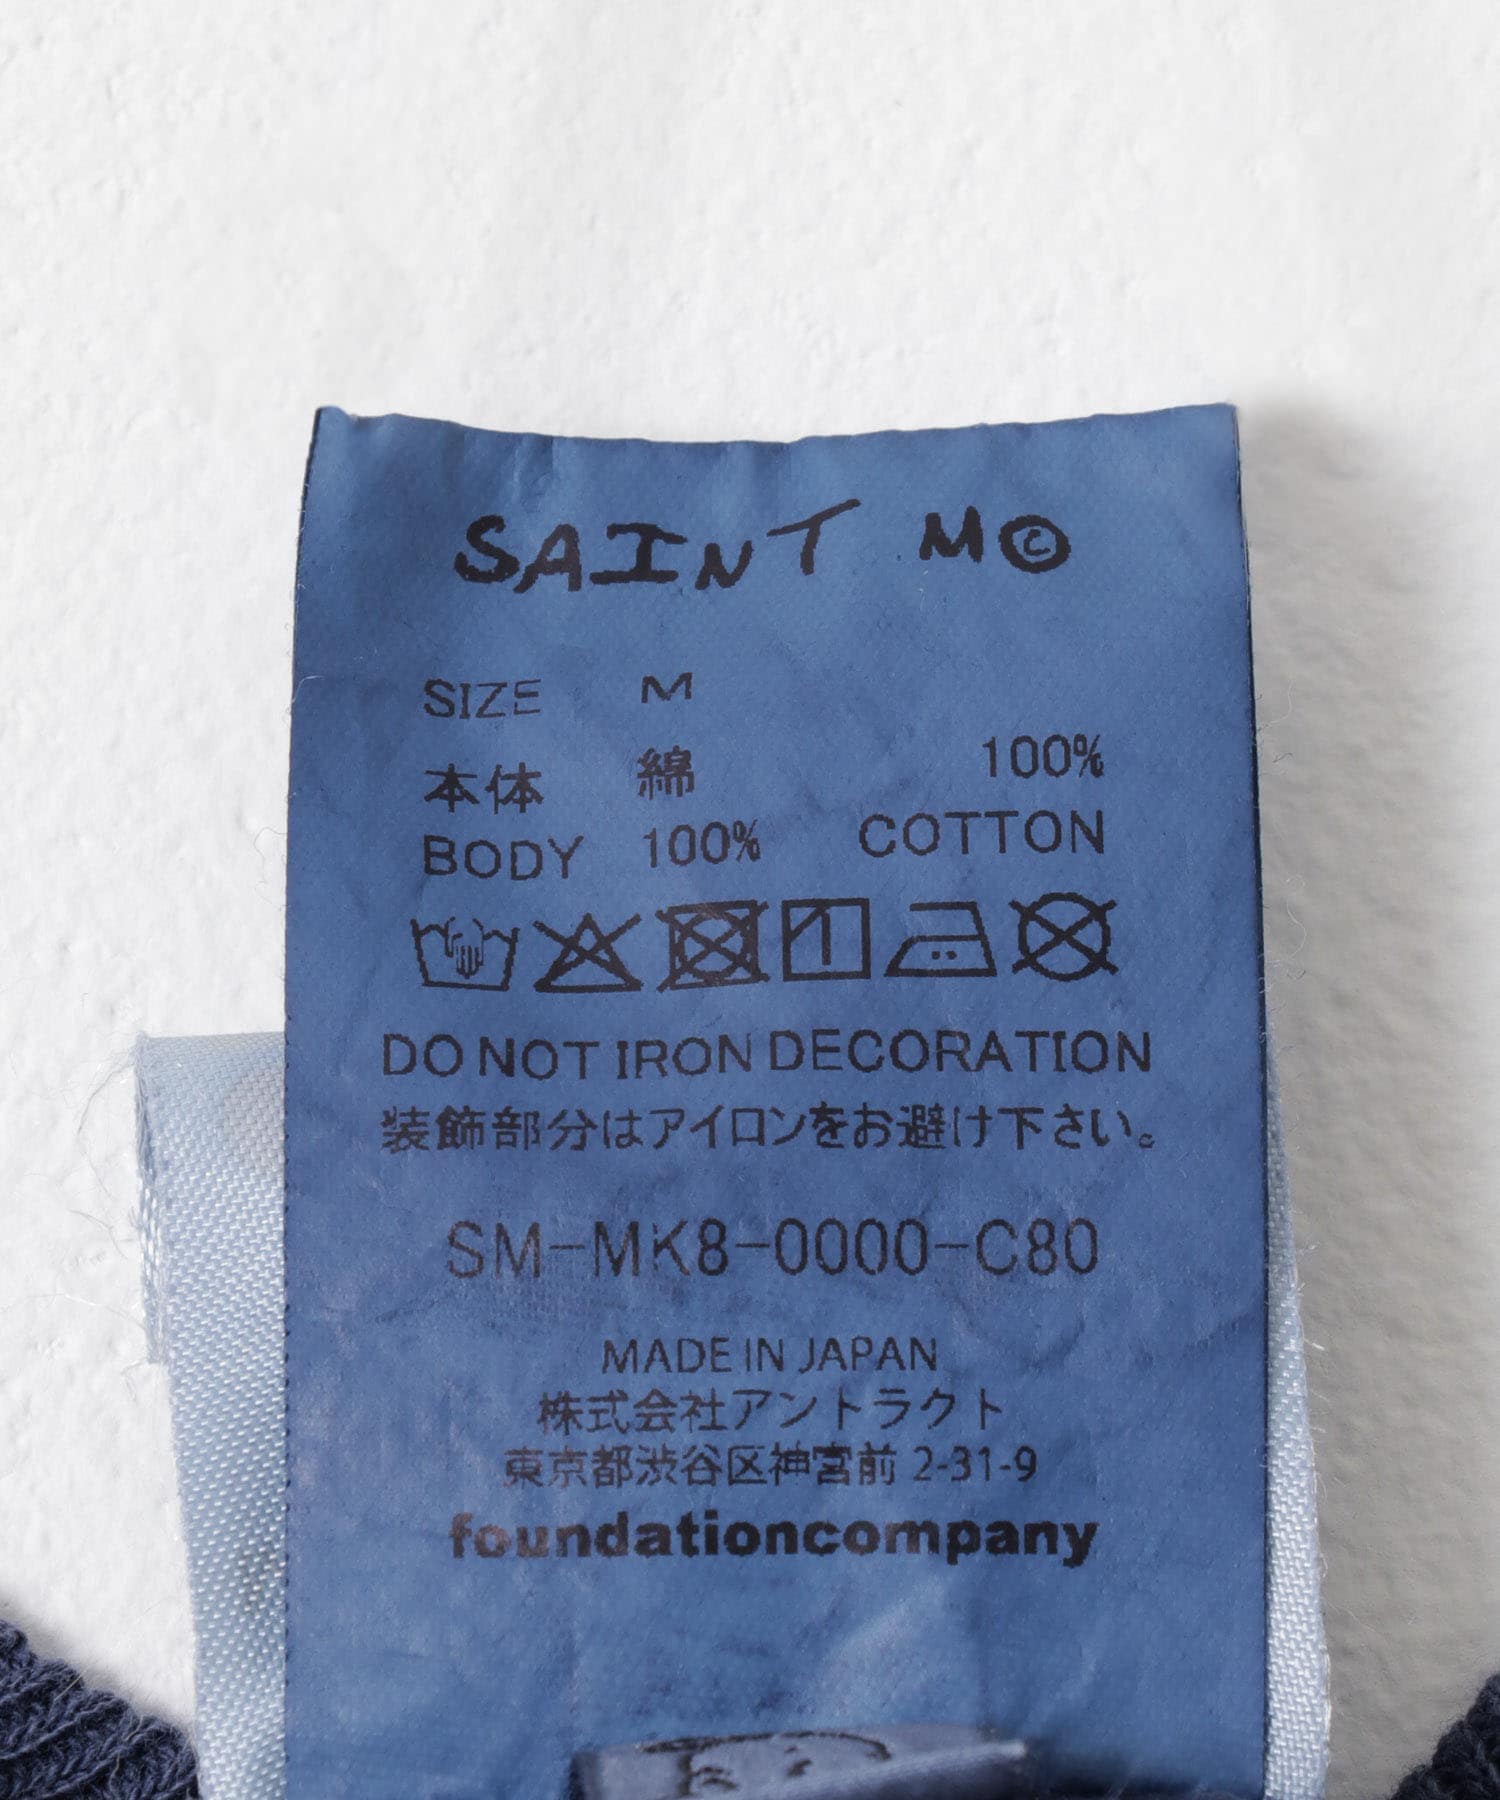 SAINT M©
SIZE M
本体 綿 100%
BODY 100% COTTON
DO NOT IRON DECORATION
装飾部分はアイロンをお避け下さい。
SM-MK8-0000-C80
MADE IN JAPAN
株式会社アントラクト
東京都渋谷区神宮前 2-31-9
foundationcompany